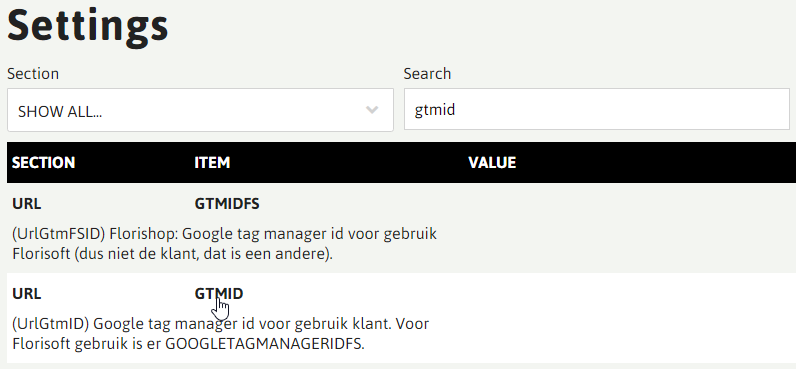 Settings
Section Search
SHOW ALL... gtmid
SECTION ITEM VALUE
URL GTMIDFS
(UrlGtmFSID) Florishop: Google tag manager id voor gebruik
Florisoft (dus niet de klant, dat is een andere).
URL GTMID
(UrlGtmID) Google tag manager id voor gebruik klant. Voor
Florisoft gebruik is er GOOGLETAGMANAGERIDFS.